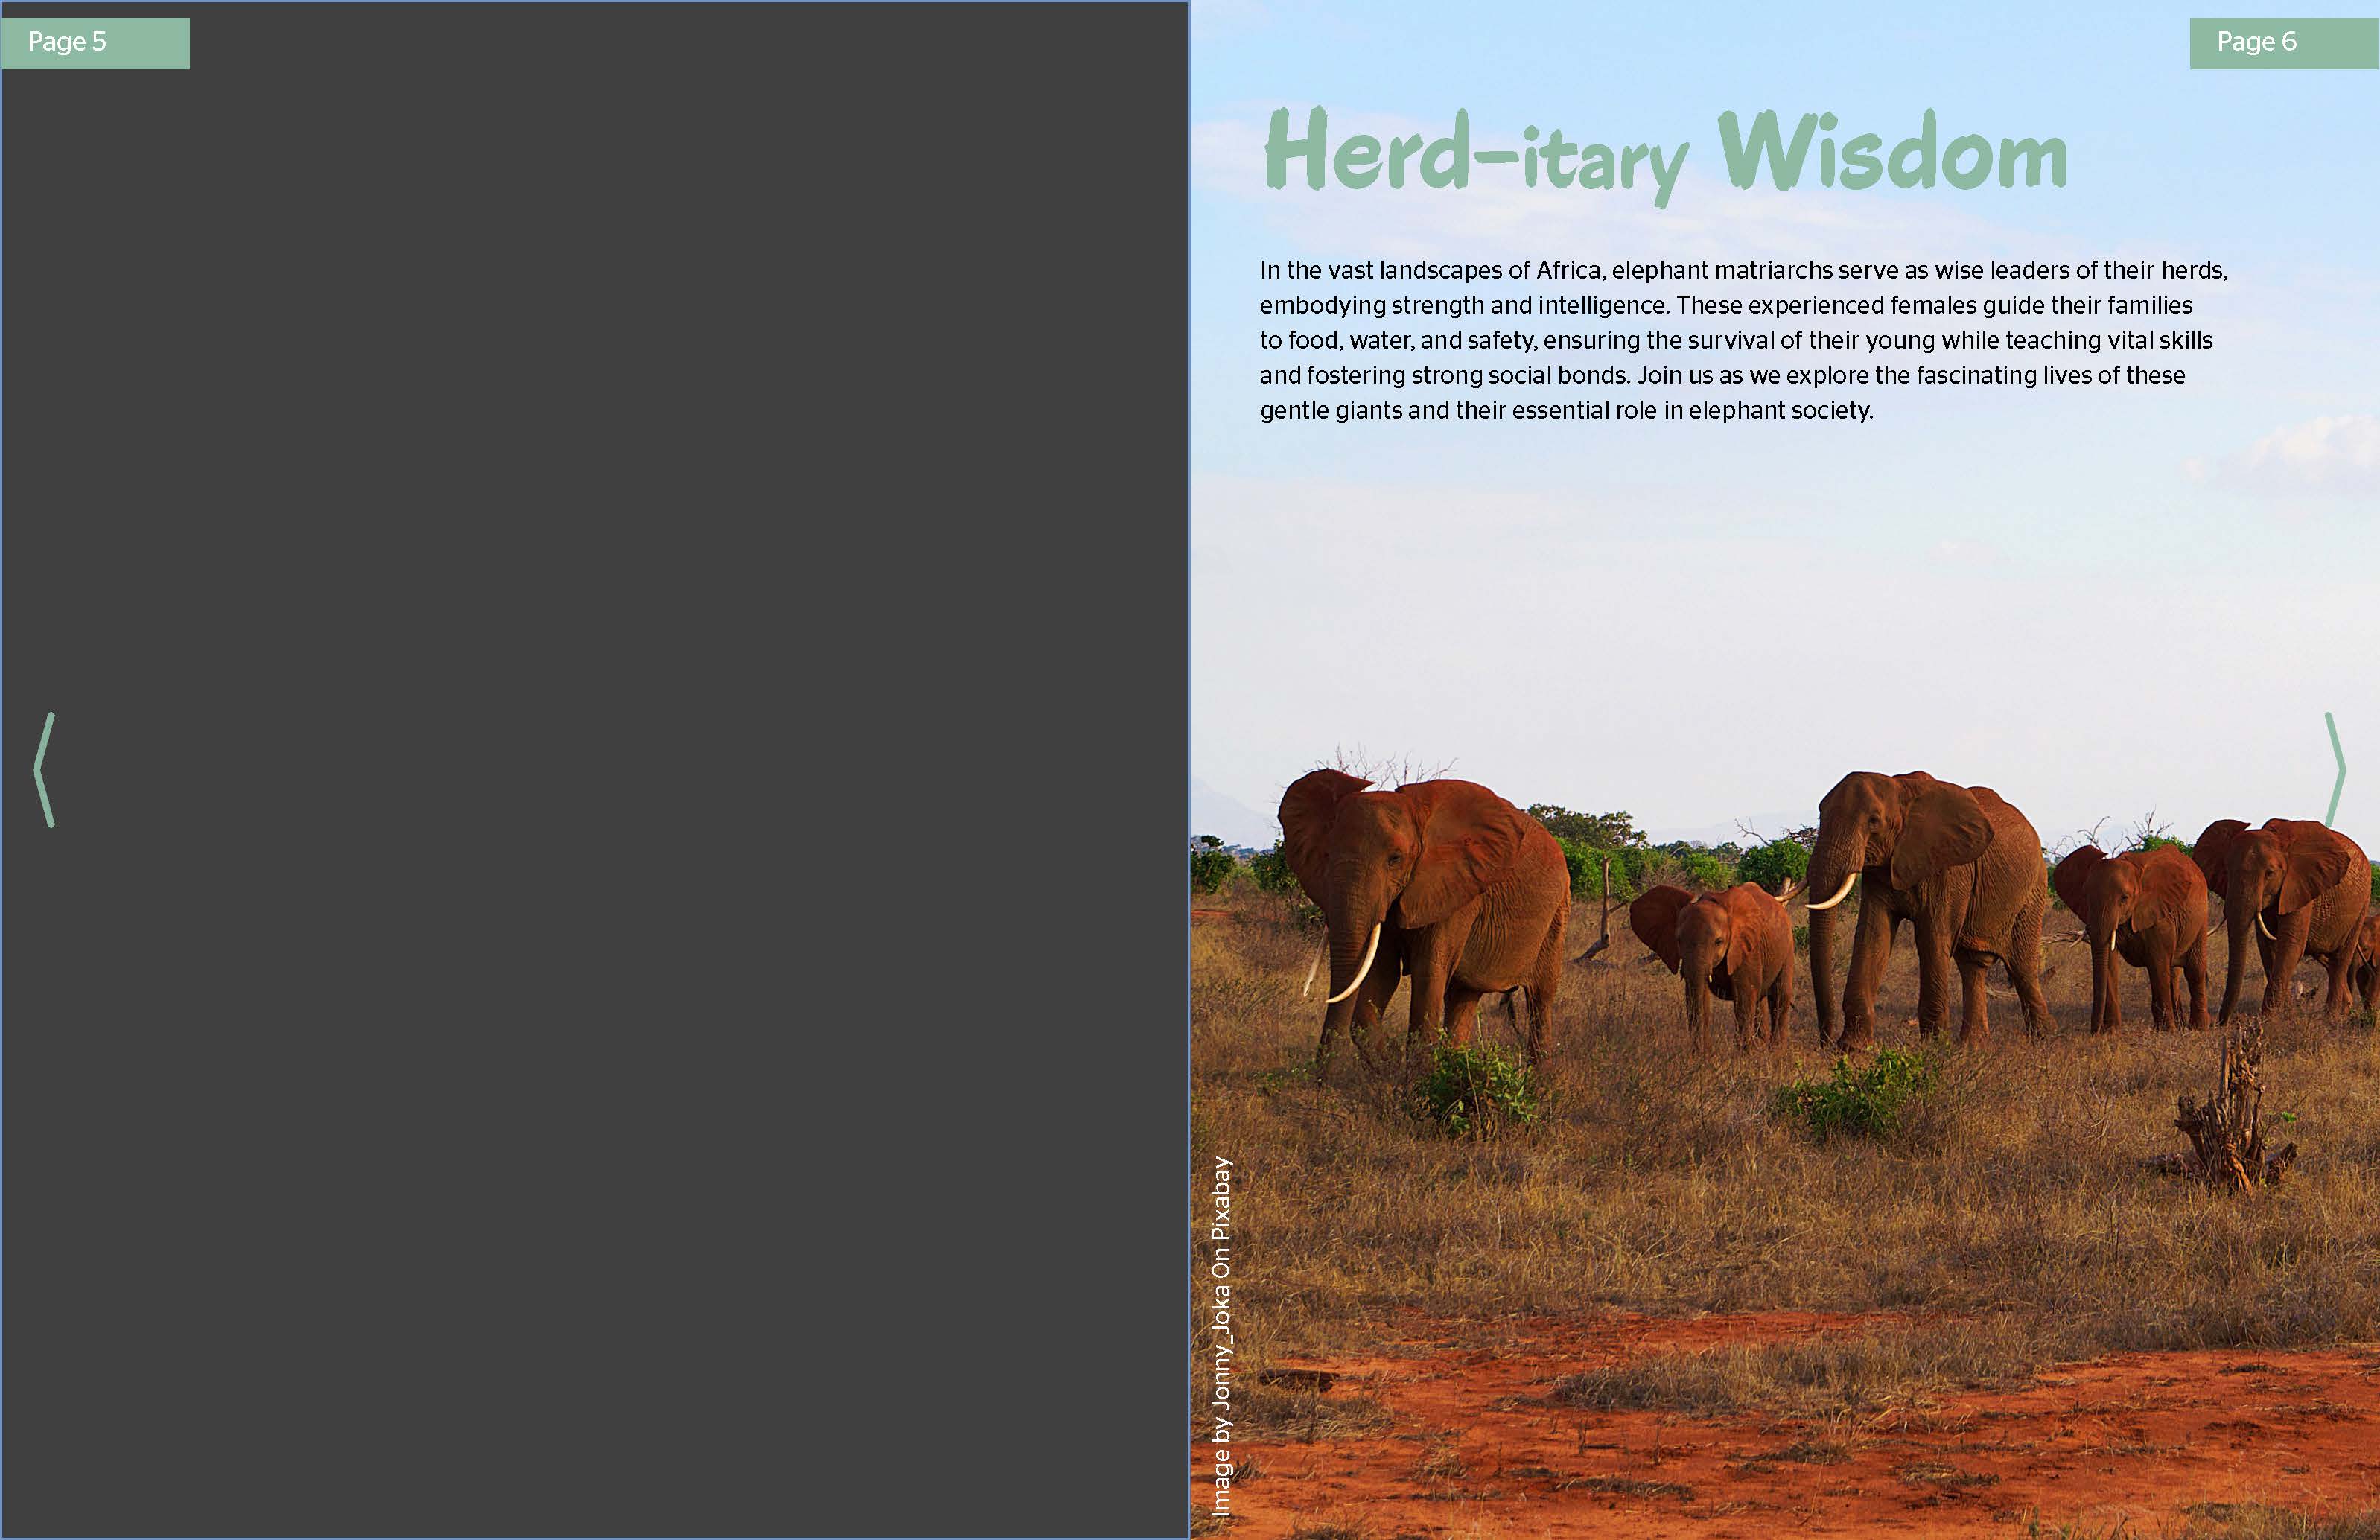 Page 5
Page 6
Herd-itary Wisdom
In the vast landscapes of Africa, elephant matriarchs serve as wise leaders of their herds,
embodying strength and intelligence. These experienced females guide their families
to food, water, and safety, ensuring the survival of their young while teaching vital skills
and fostering strong social bonds. Join us as we explore the fascinating lives of these
gentle giants and their essential role in elephant society.
Image by Jonny_Joka On Pixabay